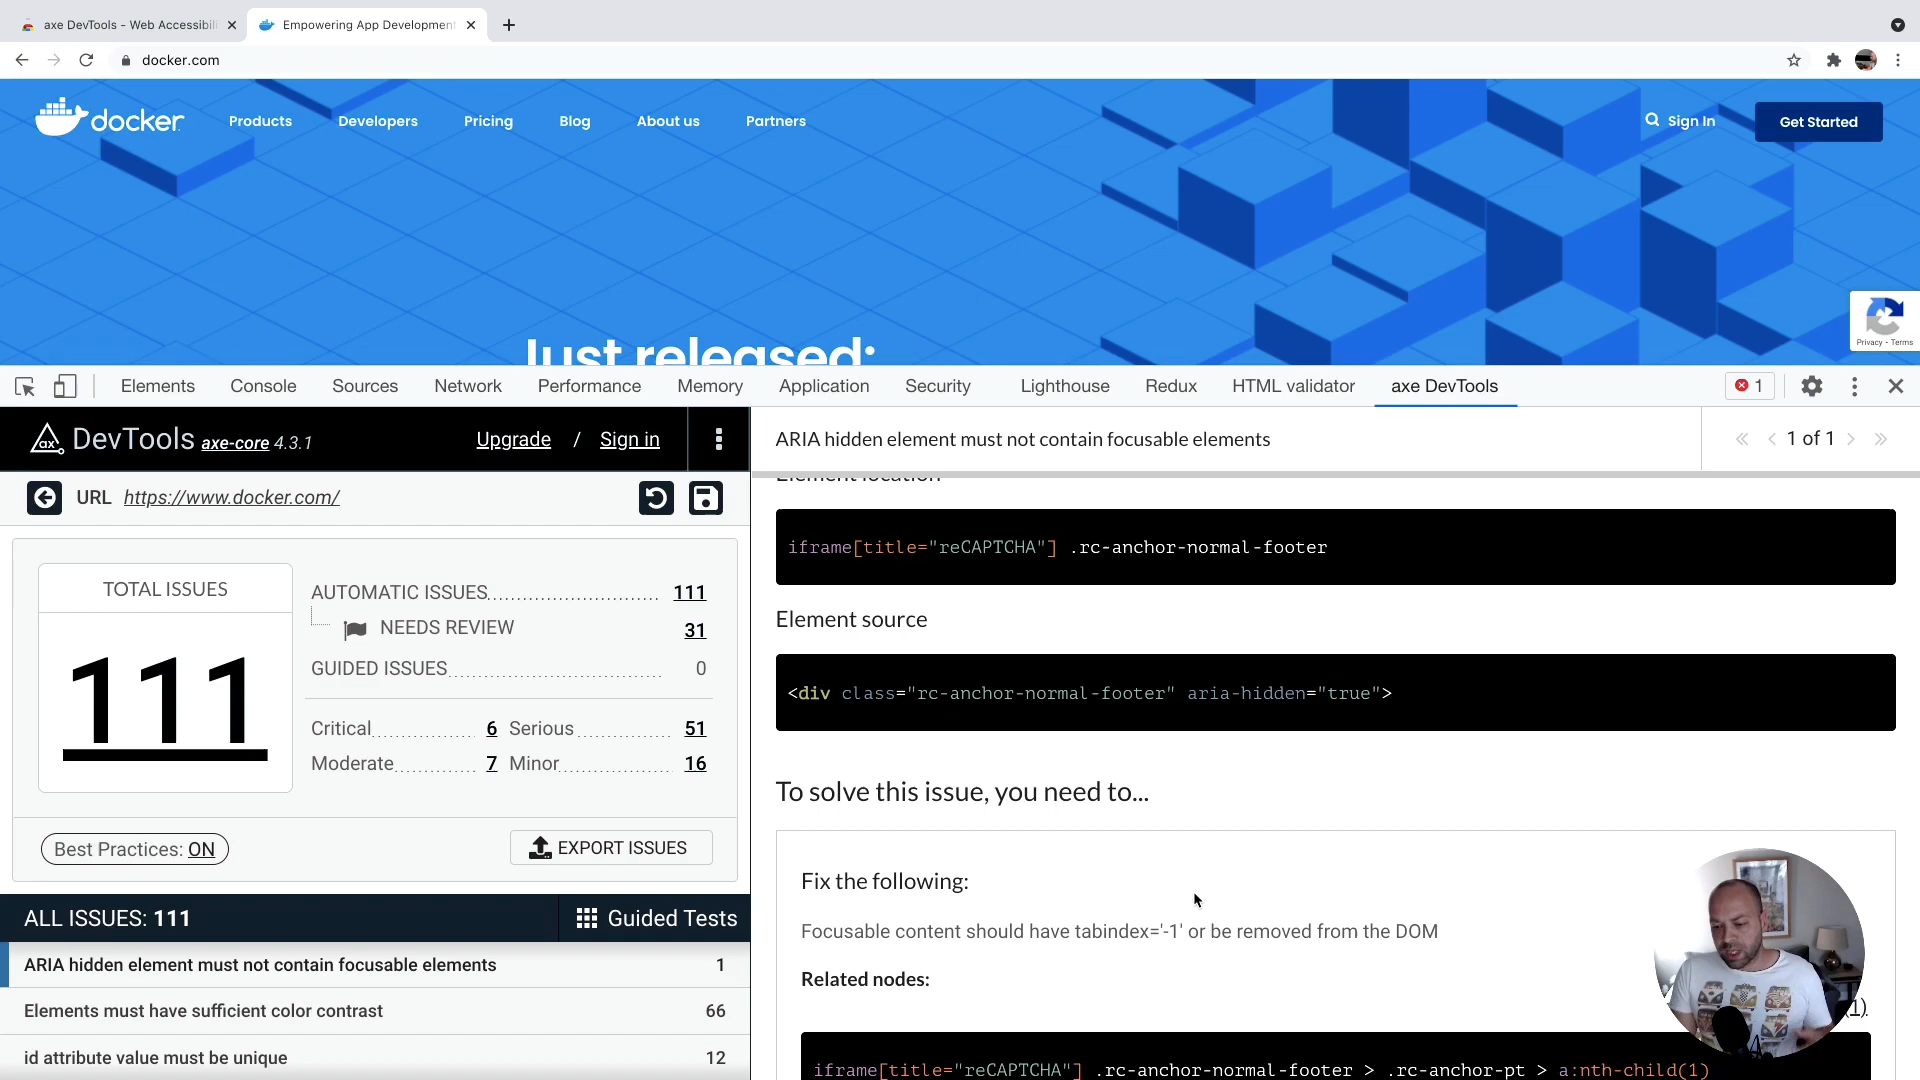 axe DevTools - Web Accessibili
Empowering App Development
docker.com
docker
Products
Developers
Pricing
Blog
About us
Partners
Sign In
Get Started
Just released:
Privacy - Terms
Elements
Console
Sources
Network
Performance
Memory
Application
Security
Lighthouse
Redux
HTML validator
axe DevTools
1
ax DevTools axe-core 4.3.1
Upgrade / Sign in
URL https://www.docker.com/
TOTAL ISSUES
111
AUTOMATIC ISSUES 111
NEEDS REVIEW 31
GUIDED ISSUES 0
Critical 6 Serious 51
Moderate 7 Minor 16
Best Practices: ON
EXPORT ISSUES
ALL ISSUES: 111
Guided Tests
ARIA hidden element must not contain focusable elements 1
Elements must have sufficient color contrast 66
id attribute value must be unique 12
ARIA hidden element must not contain focusable elements
1 of 1
Element location
iframe[title="reCAPTCHA"] .rc-anchor-normal-footer
Element source
<div class="rc-anchor-normal-footer" aria-hidden="true">
To solve this issue, you need to...
Fix the following:
Focusable content should have tabindex='-1' or be removed from the DOM
Related nodes:
(1)
iframe[title="reCAPTCHA"] .rc-anchor-normal-footer > .rc-anchor-pt > a:nth-child(1)